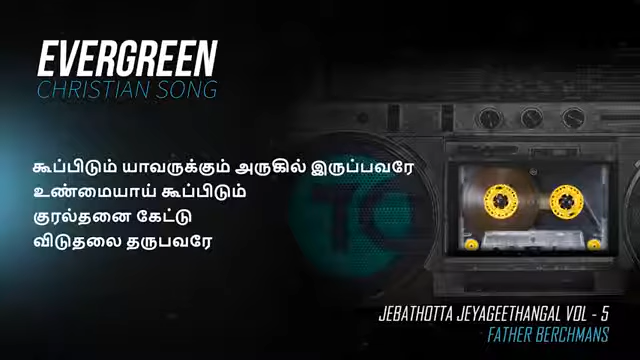 EVERGREEN
CHRISTIAN SONG
கூப்பிடும் யாவருக்கும் அருகில் இருப்பவரே
உண்மையாய் கூப்பிடும்
குரல்தனை கேட்டு
விடுதலை தருபவரே
JEBATHOTTA JEYAGEETHANGAL VOL - 5
FATHER BERCHMANS